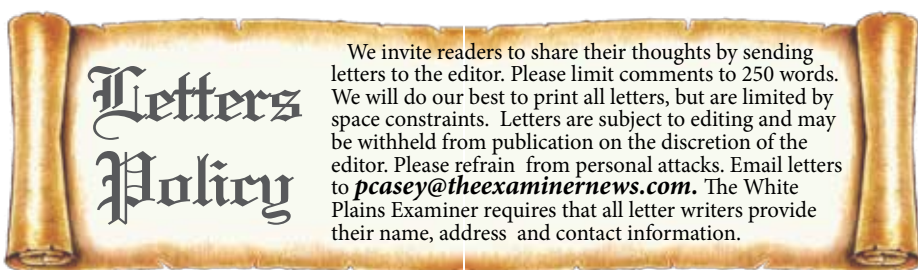 Letters
Policy
We invite readers to share their thoughts by sending
letters to the editor. Please limit comments to 250 words.
We will do our best to print all letters, but are limited by
space constraints. Letters are subject to editing and may
be withheld from publication on the discretion of the
editor. Please refrain from personal attacks. Email letters
to pcasey@theexaminernews.com. The White
Plains Examiner requires that all letter writers provide
their name, address and contact information.